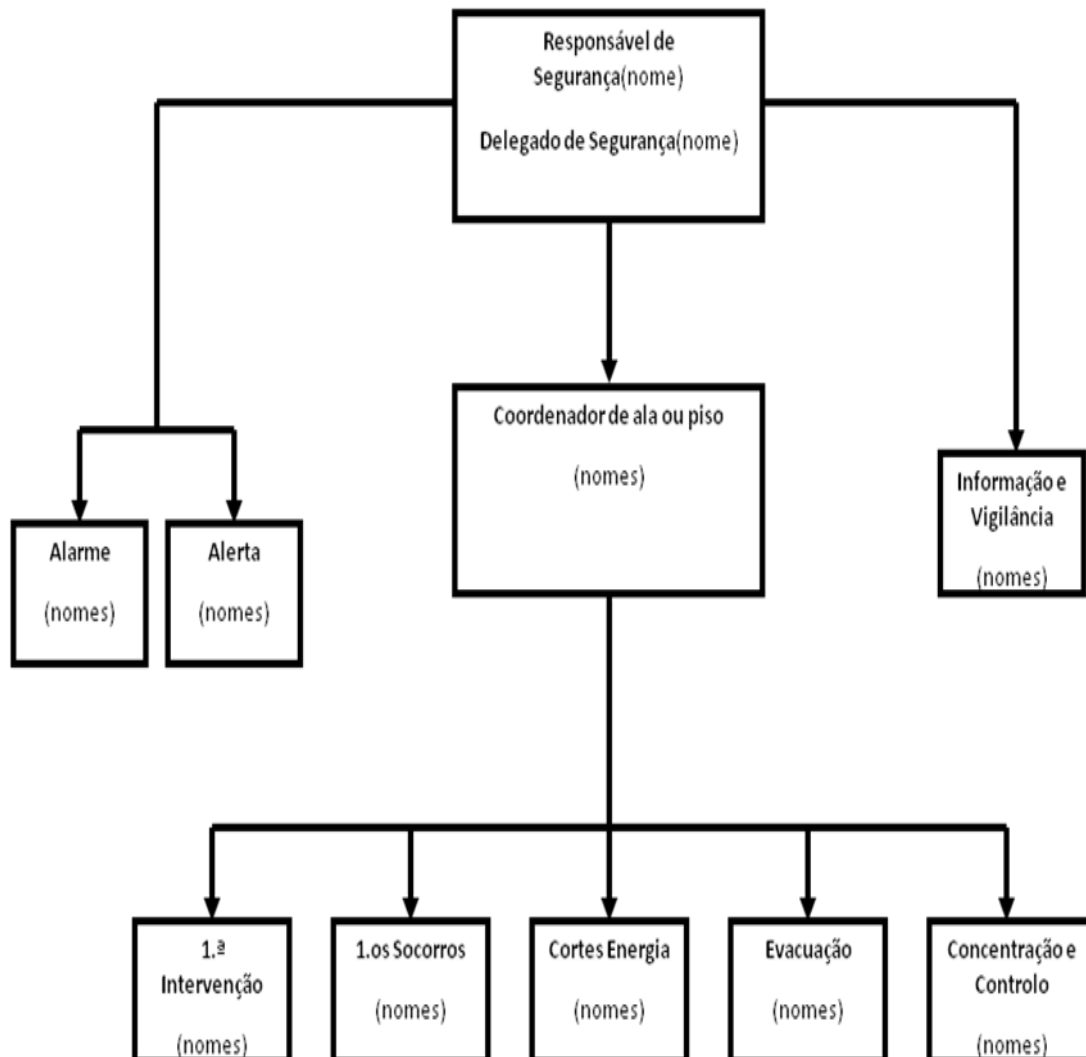 Responsável de
Segurança(nome)
Delegado de Segurança(nome)
Coordenador de ala ou piso
(nomes)
Informação e
Vigilância
(nomes)
Alarme
(nomes)
Alerta
(nomes)
1.ª
Intervenção
(nomes)
1.os Socorros
(nomes)
Cortes Energia
(nomes)
Evacuação
(nomes)
Concentração e
Controlo
(nomes)